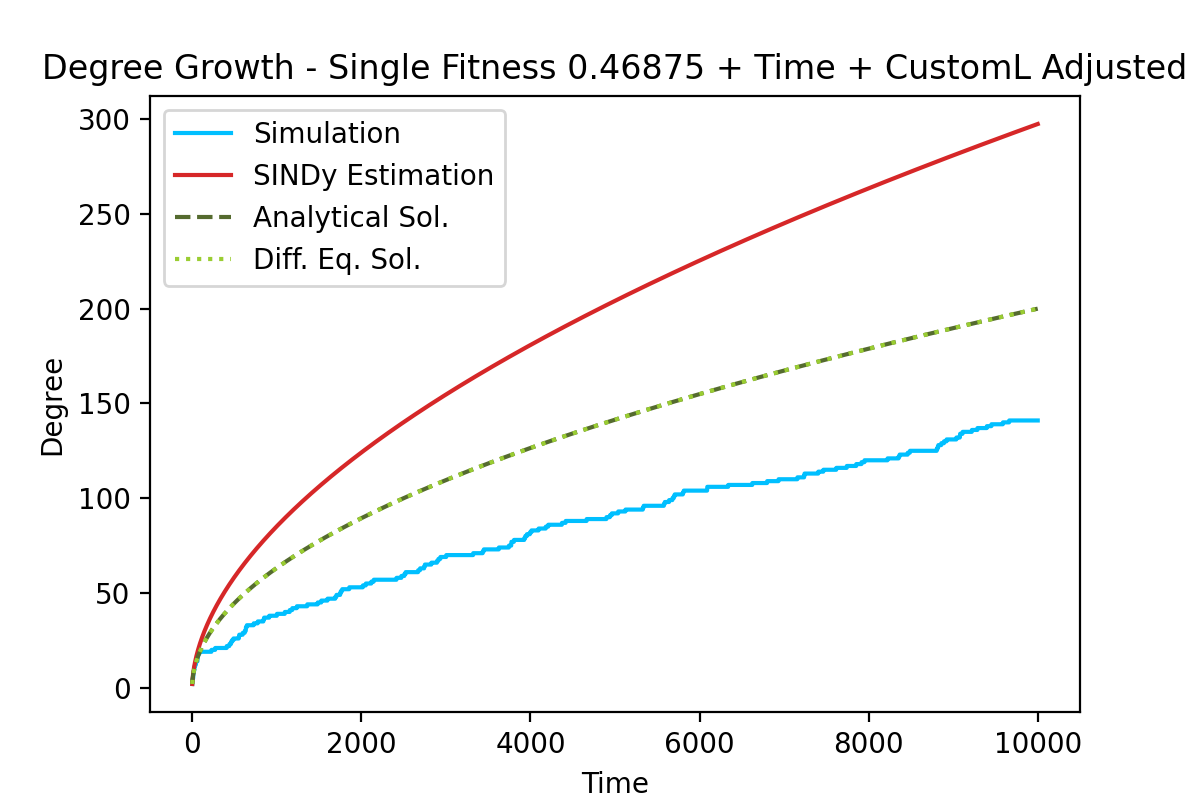 Degree Growth - Single Fitness 0.46875 + Time + CustomL Adjusted
Simulation
SINDy Estimation
Analytical Sol.
Diff. Eq. Sol.
300
250
200
150
100
50
0
Degree
0 2000 4000 6000 8000 10000
Time